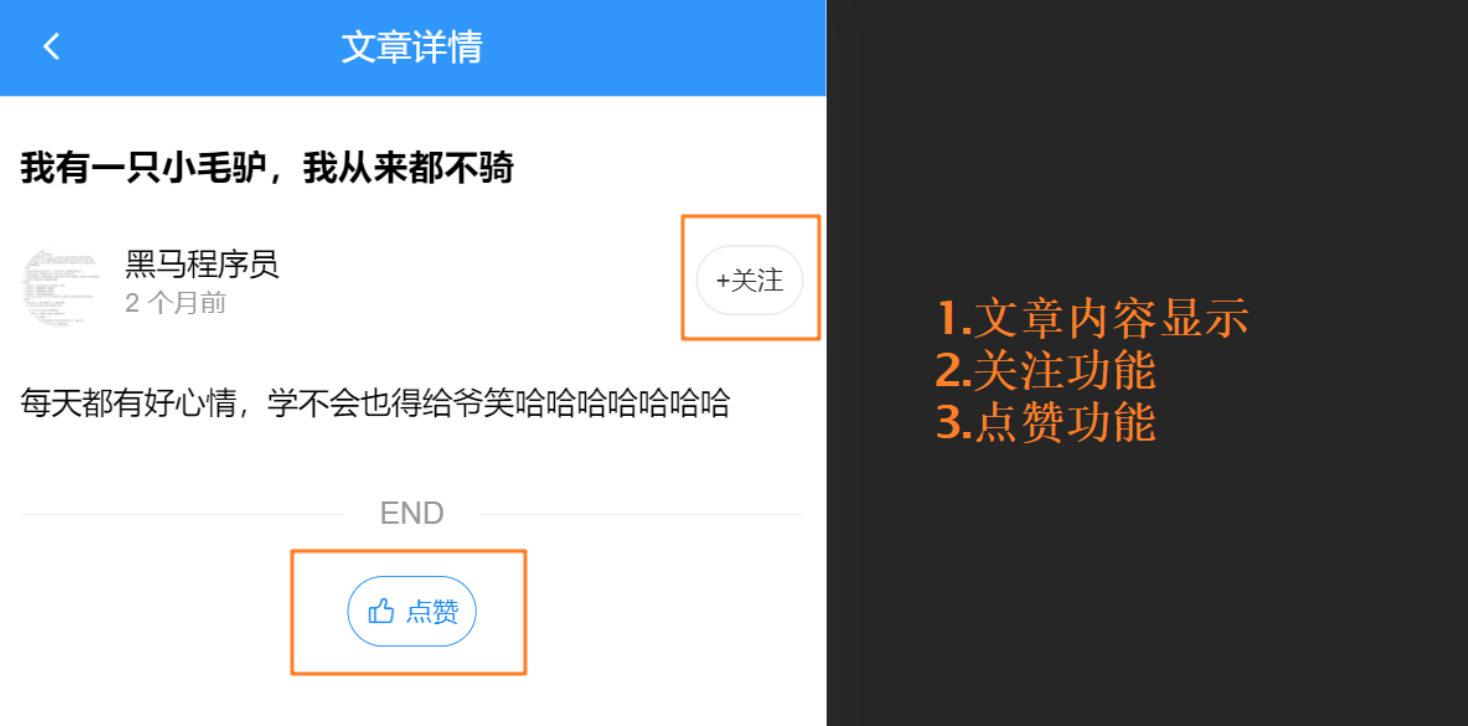 文章详情
我有一只小毛驴，我从来都不骑
黑马程序员
2 个月前
+关注
每天都有好心情，学不会也得给爷笑哈哈哈哈哈哈哈
END
点赞
1.文章内容显示
2.关注功能
3.点赞功能